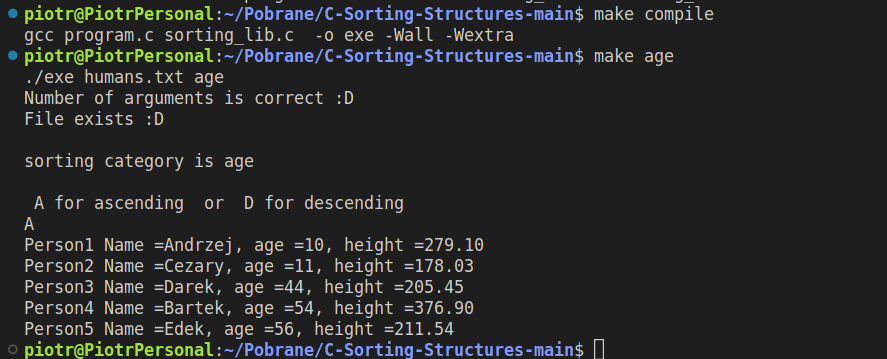 piotr@PiotrPersonal:~/Pobrane/C-Sorting-Structures-main$ make compile
gcc program.c sorting_lib.c  -o exe -Wall -Wextra
piotr@PiotrPersonal:~/Pobrane/C-Sorting-Structures-main$ make age
./exe humans.txt age
Number of arguments is correct :D
File exists :D
sorting category is age
 A for ascending  or  D for descending
A
Person1 Name =Andrzej, age =10, height =279.10
Person2 Name =Cezary, age =11, height =178.03
Person3 Name =Darek, age =44, height =205.45
Person4 Name =Bartek, age =54, height =376.90
Person5 Name =Edek, age =56, height =211.54
piotr@PiotrPersonal:~/Pobrane/C-Sorting-Structures-main$